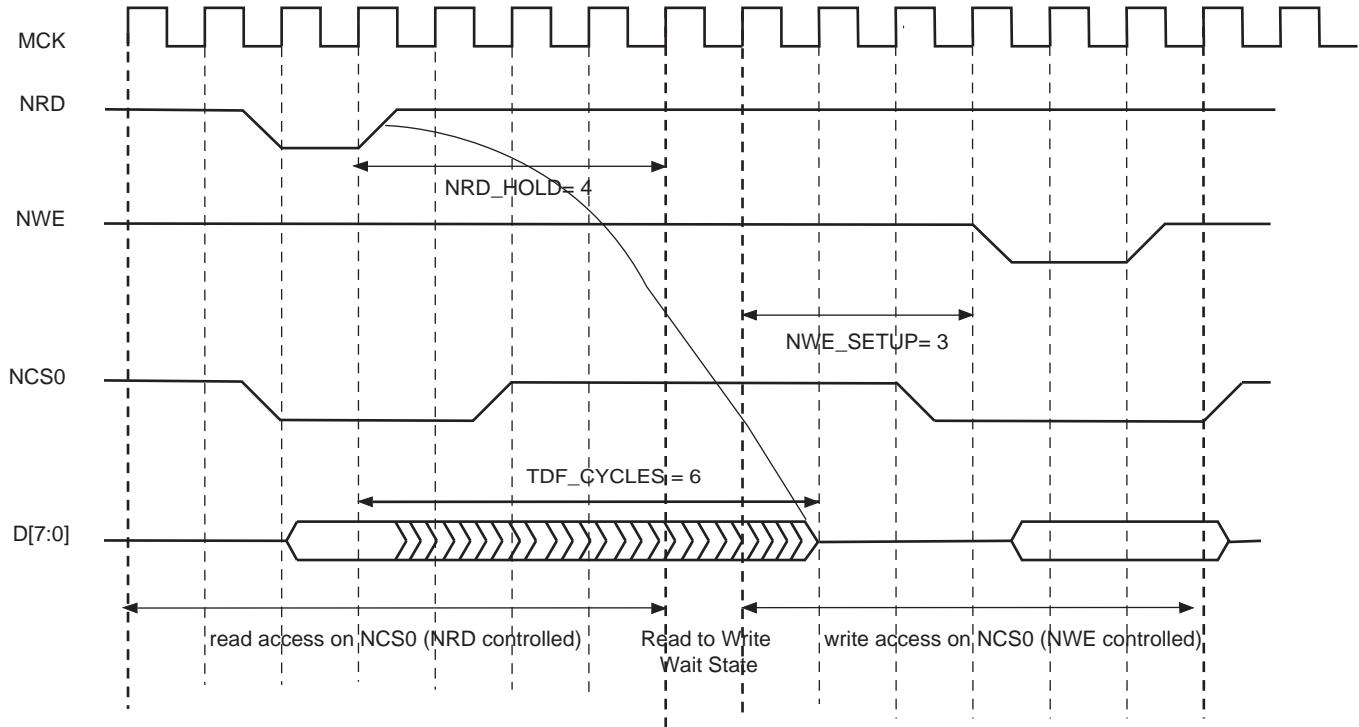 MCK
NRD
NRD_HOLD= 4
NWE
NWE_SETUP= 3
NCS0
TDF_CYCLES = 6
D[7:0]
read access on NCS0 (NRD controlled)
Read to Write
Wait State
write access on NCS0 (NWE controlled)